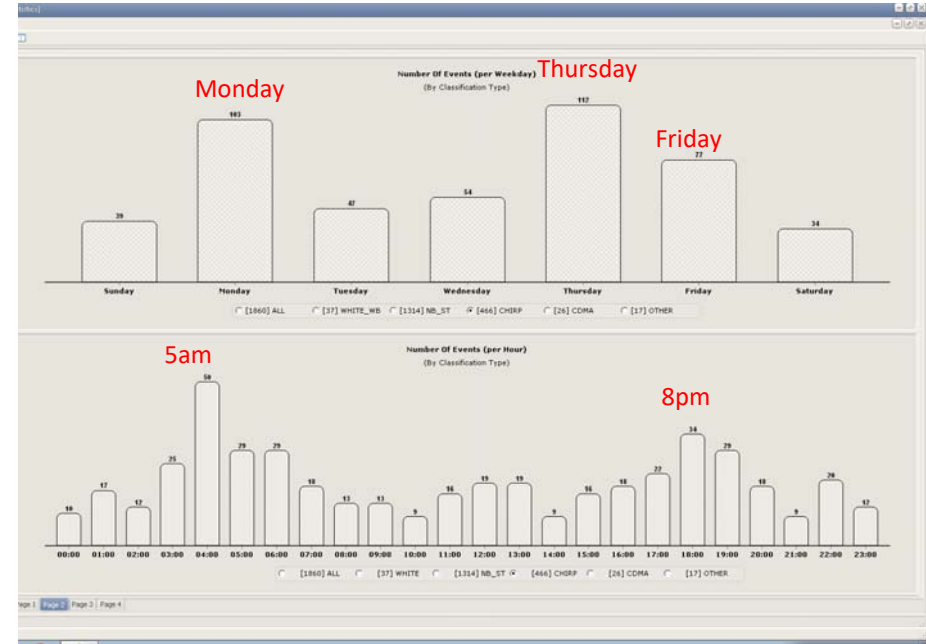 Number Of Events (per Weekday)
(By Classification Type)
Monday
Thursday
Friday
39
103
47
54
112
77
34
Sunday Monday Tuesday Wednesday Thursday Friday Saturday
[1860] ALL [37] WHITE_WB [1314] NB_ST [466] CHIRP [26] CDMA [17] OTHER
Number Of Events (per Hour)
(By Classification Type)
5am
8pm
10 17 12 25 50 29 29 18 13 13 9 16 19 19 9 16 18 22 34 29 18 9 20 12
00:00 01:00 02:00 03:00 04:00 05:00 06:00 07:00 08:00 09:00 10:00 11:00 12:00 13:00 14:00 15:00 16:00 17:00 18:00 19:00 20:00 21:00 22:00 23:00
[1860] ALL [37] WHITE [1314] NB_ST [466] CHIRP [26] CDMA [17] OTHER
Page 2 Page 3 Page 4